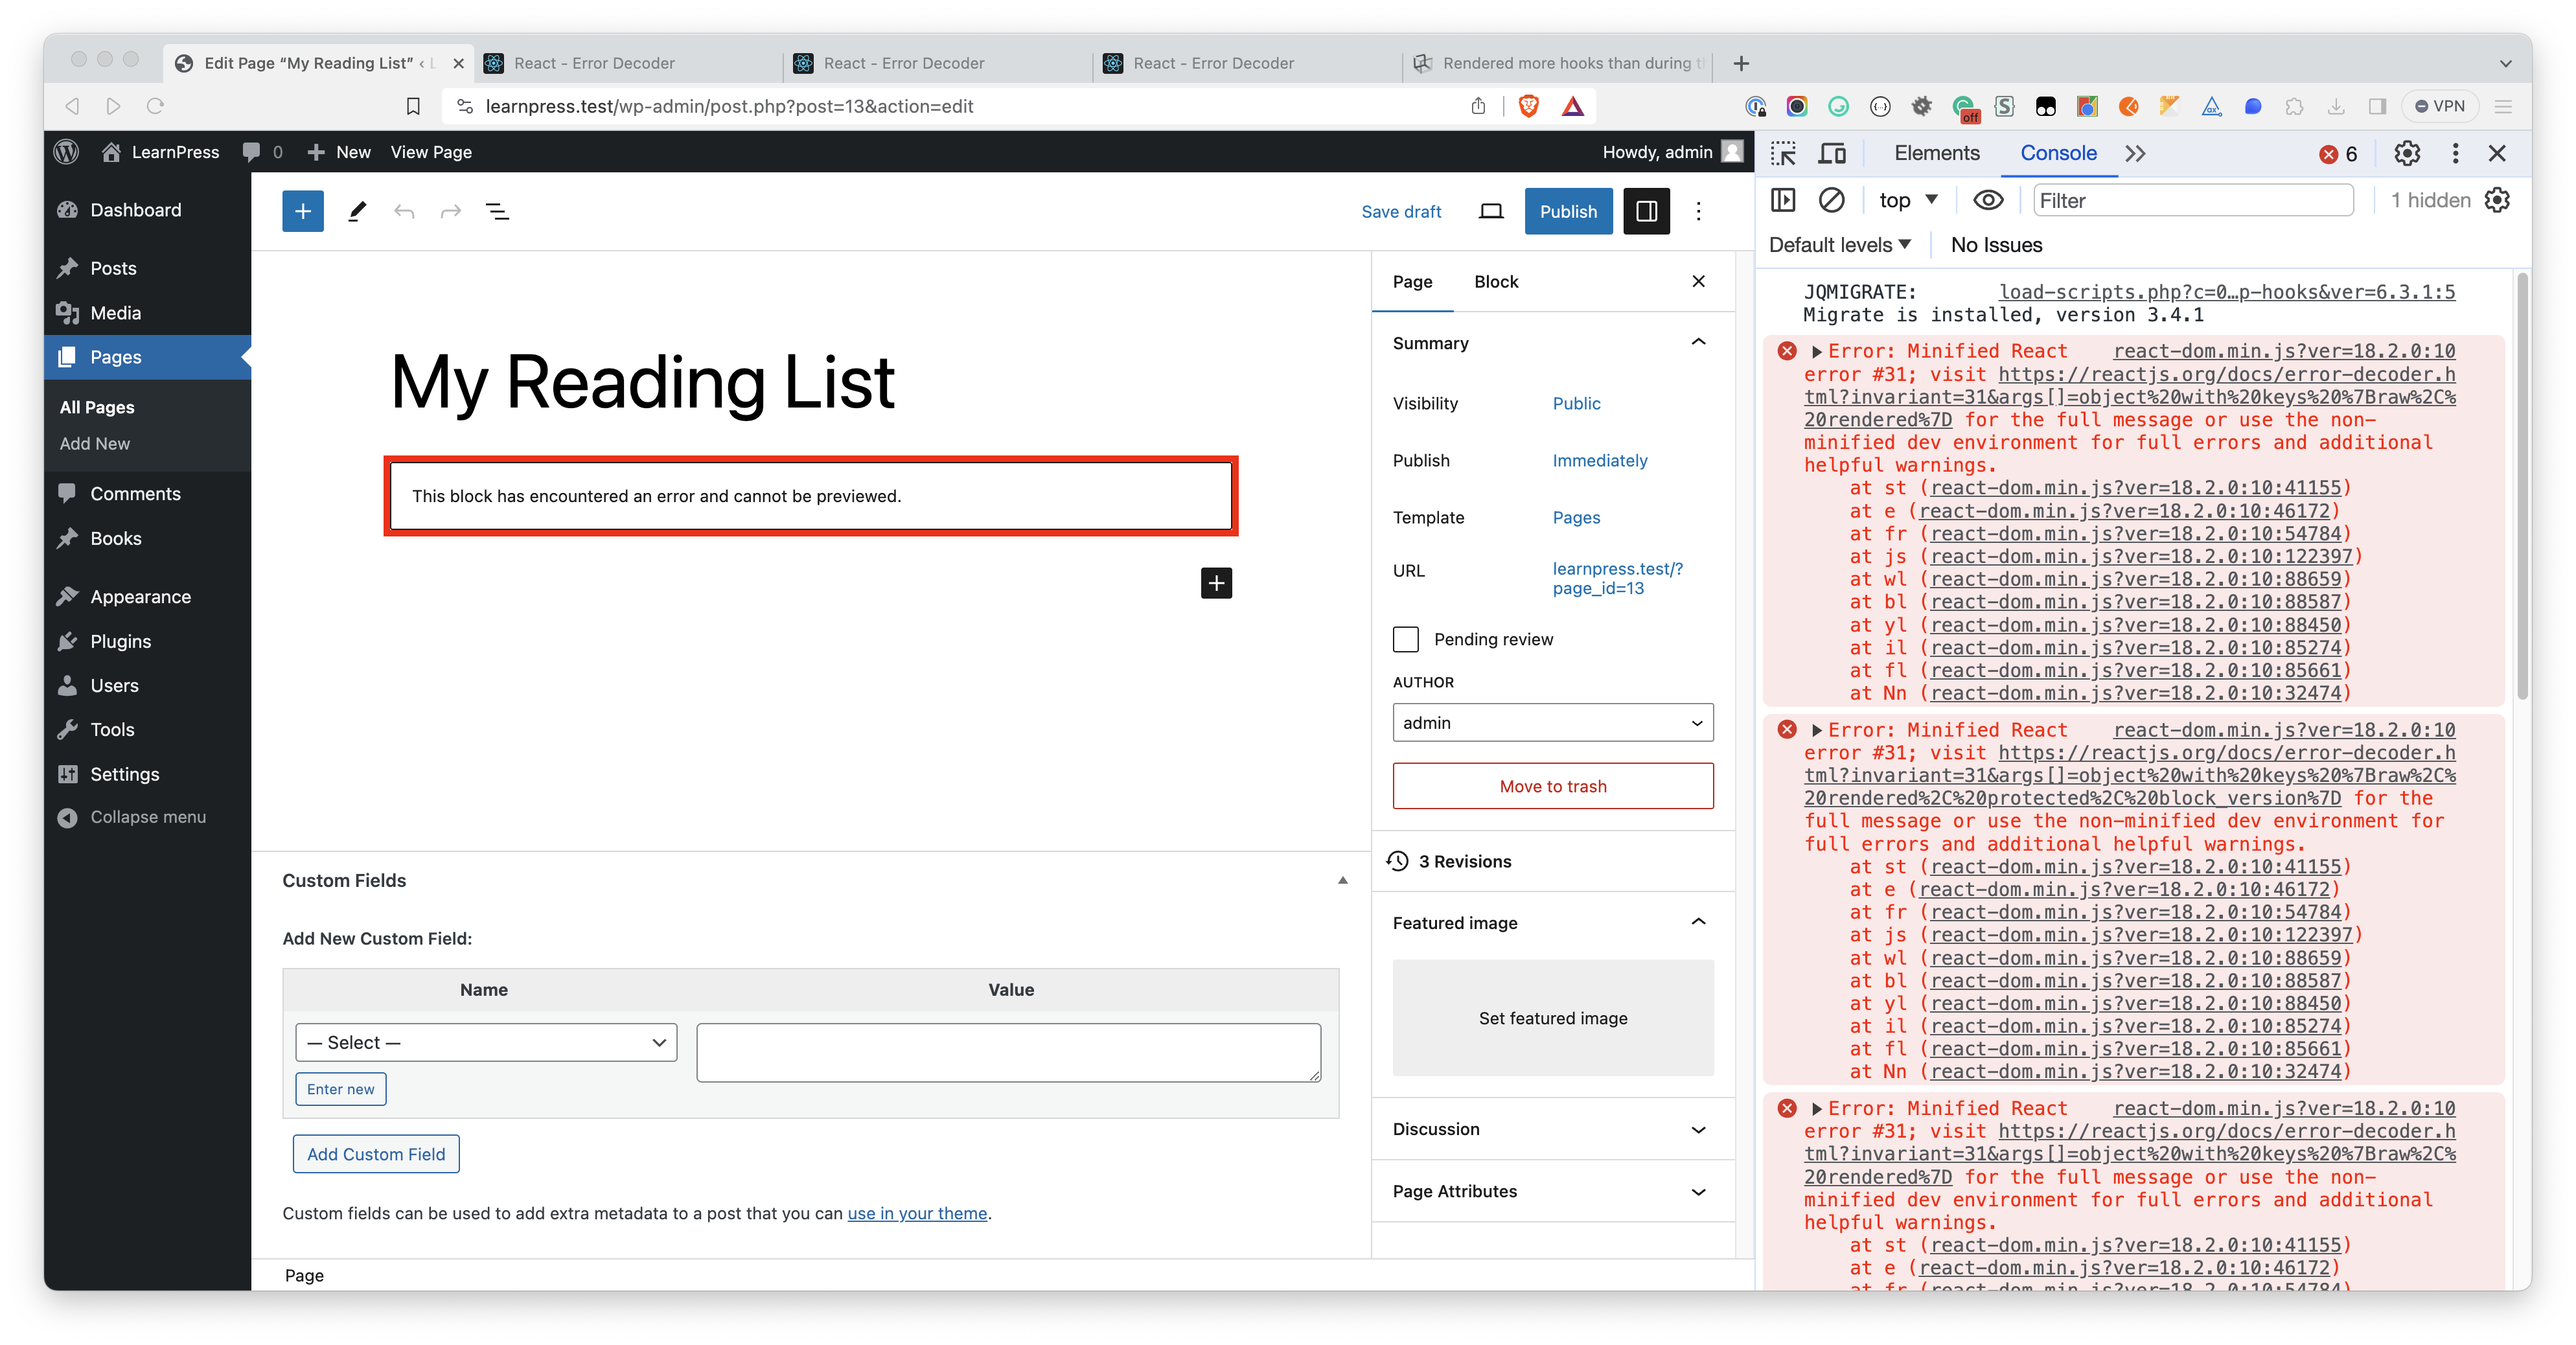 Edit Page “My Reading List” ‹ L
React - Error Decoder
React - Error Decoder
React - Error Decoder
Rendered more hooks than during t
learnpress.test/wp-admin/post.php?post=13&action=edit
off
VPN
LearnPress
0
New
View Page
Howdy, admin
Dashboard
Posts
Media
Pages
All Pages
Add New
Comments
Books
Appearance
Plugins
Users
Tools
Settings
Collapse menu
Save draft
Publish
My Reading List
This block has encountered an error and cannot be previewed.
Custom Fields
Add New Custom Field:
Name
Value
— Select —
Enter new
Add Custom Field
Custom fields can be used to add extra metadata to a post that you can use in your theme.
Page
Page
Block
Summary
Visibility
Public
Publish
Immediately
Template
Pages
URL
learnpress.test/?
page_id=13
Pending review
AUTHOR
admin
Move to trash
3 Revisions
Featured image
Set featured image
Discussion
Page Attributes
Elements
Console
6
top
Filter
1 hidden
Default levels
No Issues
JQMIGRATE: load-scripts.php?c=0…p-hooks&ver=6.3.1:5
Migrate is installed, version 3.4.1
Error: Minified React react-dom.min.js?ver=18.2.0:10
error #31; visit https://reactjs.org/docs/error-decoder.h
tml?invariant=31&args[]=object%20with%20keys%20%7Braw%2C%
20rendered%7D for the full message or use the non-
minified dev environment for full errors and additional
helpful warnings.
at st (react-dom.min.js?ver=18.2.0:10:41155)
at e (react-dom.min.js?ver=18.2.0:10:46172)
at fr (react-dom.min.js?ver=18.2.0:10:54784)
at js (react-dom.min.js?ver=18.2.0:10:122397)
at wl (react-dom.min.js?ver=18.2.0:10:88659)
at bl (react-dom.min.js?ver=18.2.0:10:88587)
at yl (react-dom.min.js?ver=18.2.0:10:88450)
at il (react-dom.min.js?ver=18.2.0:10:85274)
at fl (react-dom.min.js?ver=18.2.0:10:85661)
at Nn (react-dom.min.js?ver=18.2.0:10:32474)
Error: Minified React react-dom.min.js?ver=18.2.0:10
error #31; visit https://reactjs.org/docs/error-decoder.h
tml?invariant=31&args[]=object%20with%20keys%20%7Braw%2C%
20rendered%2C%20protected%2C%20block_version%7D for the
full message or use the non-minified dev environment for
full errors and additional helpful warnings.
at st (react-dom.min.js?ver=18.2.0:10:41155)
at e (react-dom.min.js?ver=18.2.0:10:46172)
at fr (react-dom.min.js?ver=18.2.0:10:54784)
at js (react-dom.min.js?ver=18.2.0:10:122397)
at wl (react-dom.min.js?ver=18.2.0:10:88659)
at bl (react-dom.min.js?ver=18.2.0:10:88587)
at yl (react-dom.min.js?ver=18.2.0:10:88450)
at il (react-dom.min.js?ver=18.2.0:10:85274)
at fl (react-dom.min.js?ver=18.2.0:10:85661)
at Nn (react-dom.min.js?ver=18.2.0:10:32474)
Error: Minified React react-dom.min.js?ver=18.2.0:10
error #31; visit https://reactjs.org/docs/error-decoder.h
tml?invariant=31&args[]=object%20with%20keys%20%7Braw%2C%
20rendered%7D for the full message or use the non-
minified dev environment for full errors and additional
helpful warnings.
at st (react-dom.min.js?ver=18.2.0:10:41155)
at e (react-dom.min.js?ver=18.2.0:10:46172)
at fr (react-dom.min.js?ver=18.2.0:10:54784)